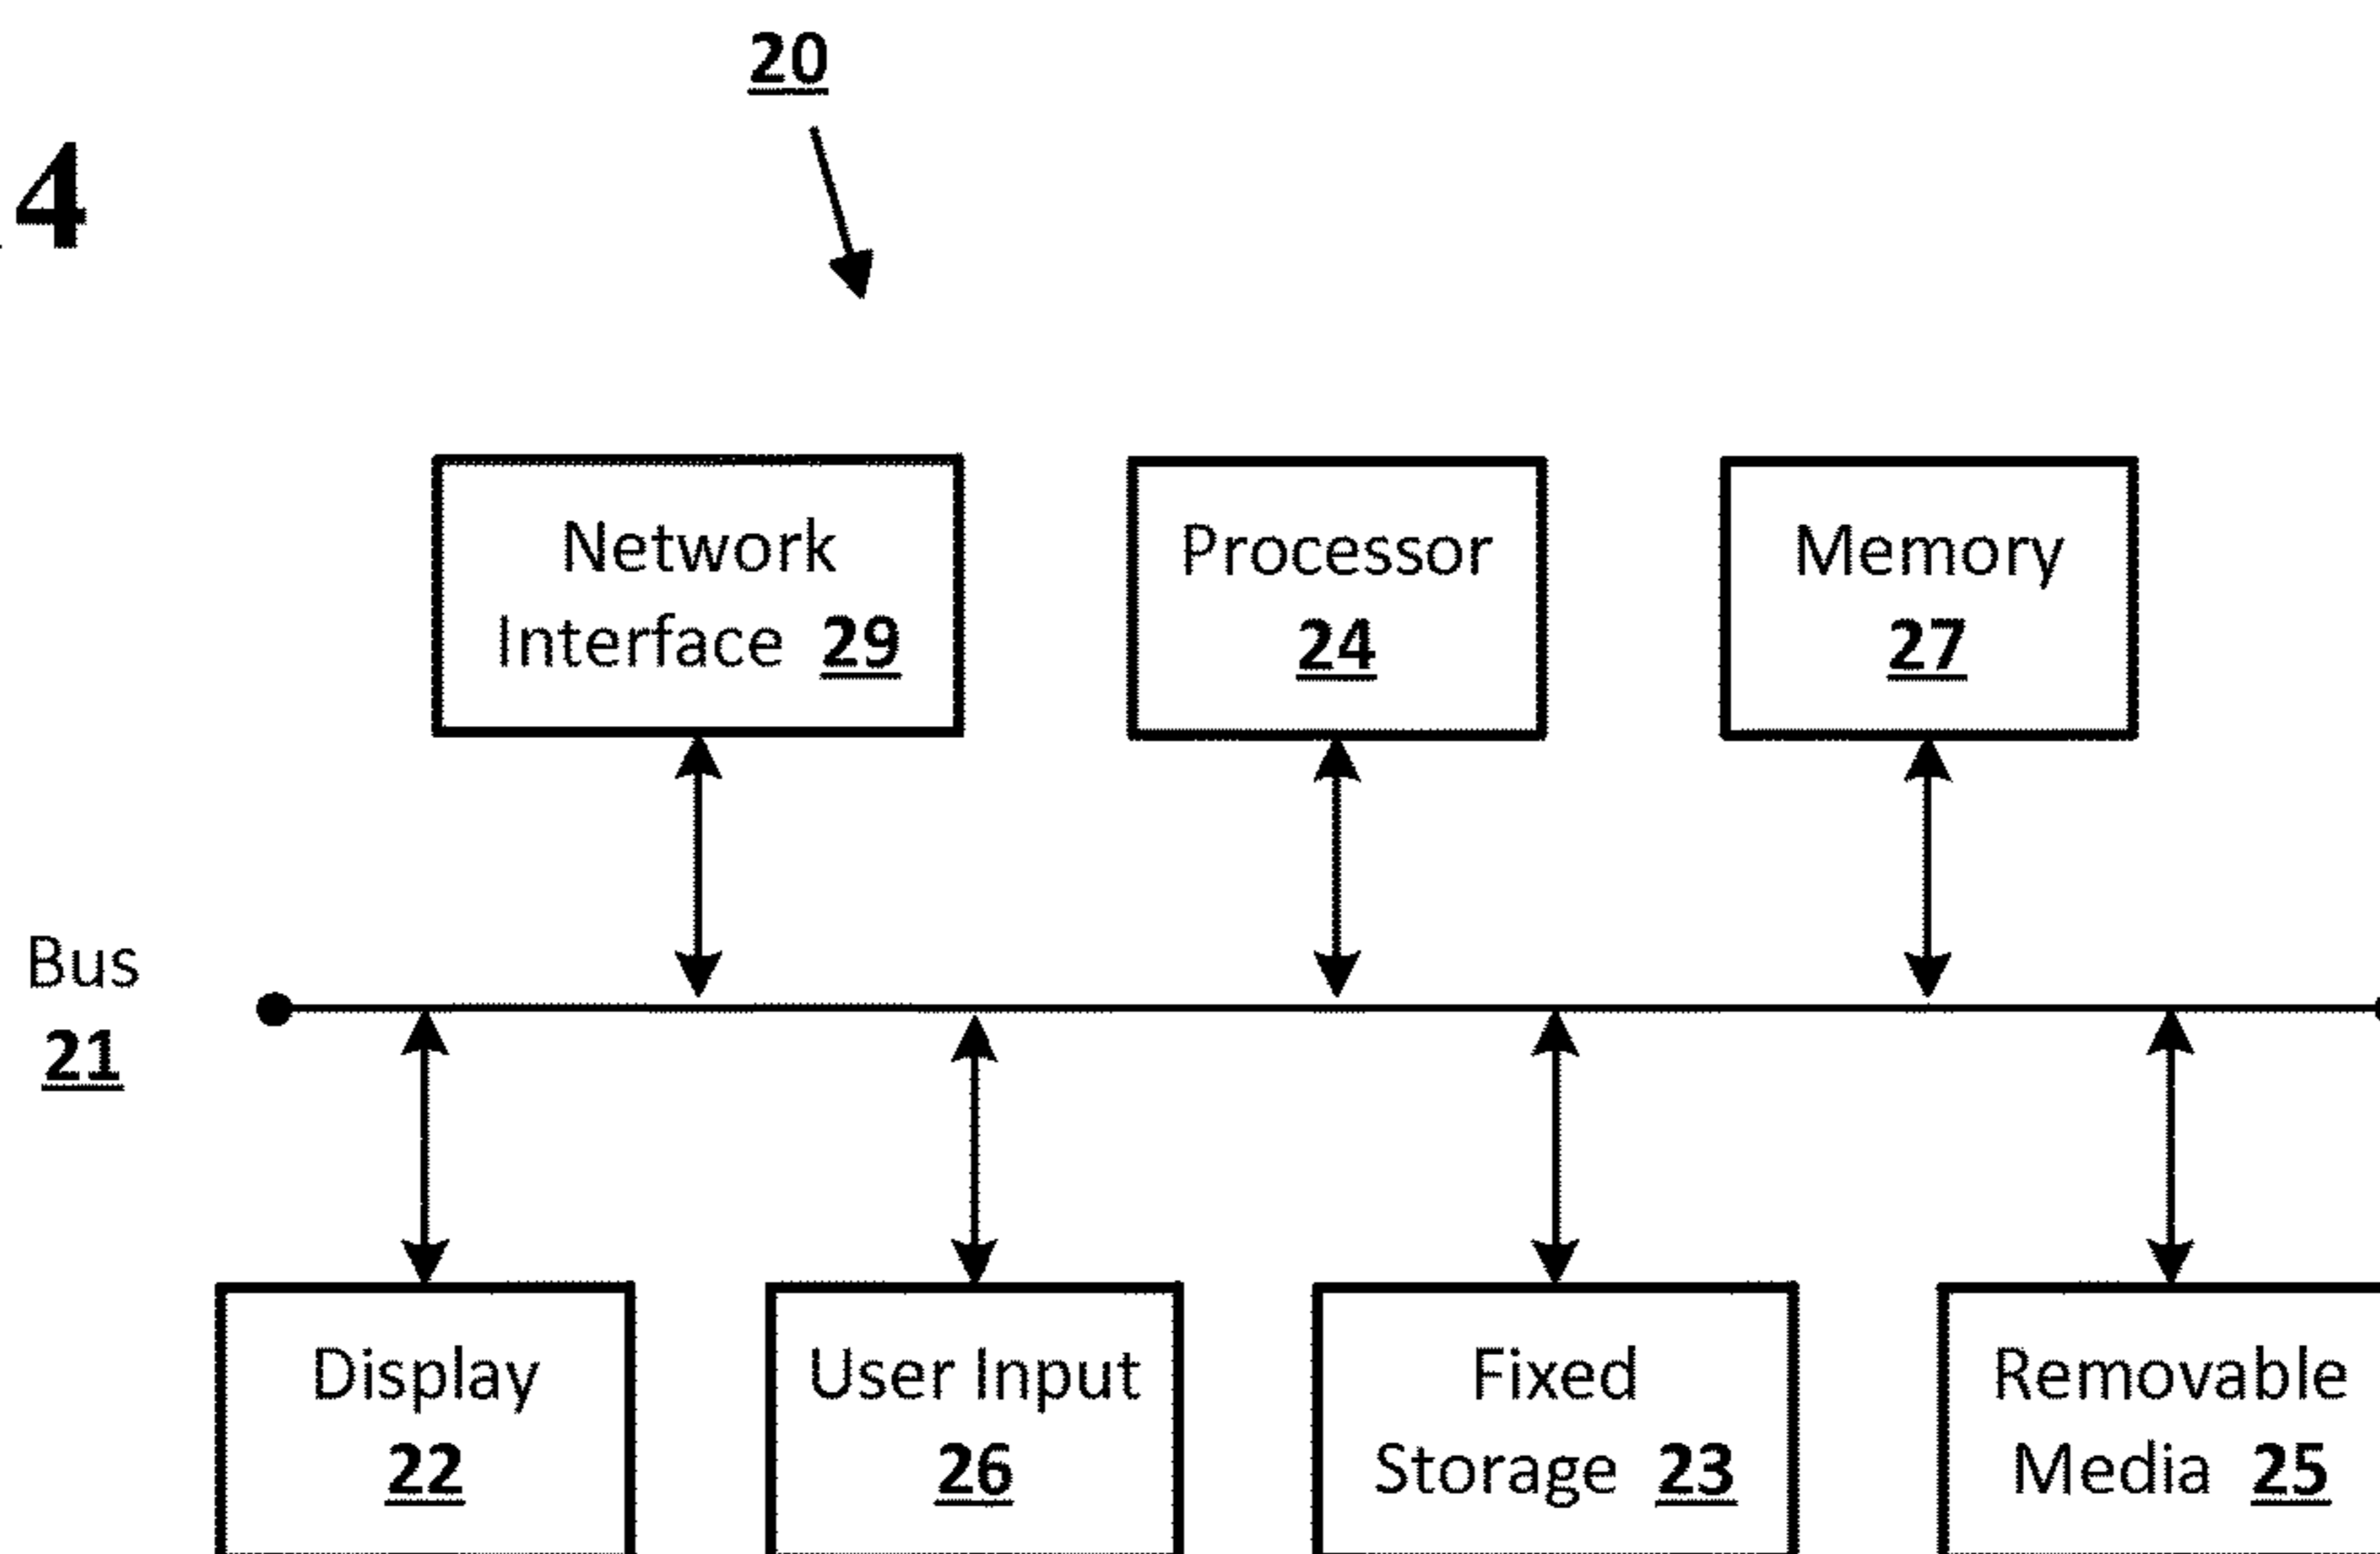 20
4
Network
Interface 29
Processor
24
Memory
27
Bus
21
Display
22
User Input
26
Fixed
Storage 23
Removable
Media 25